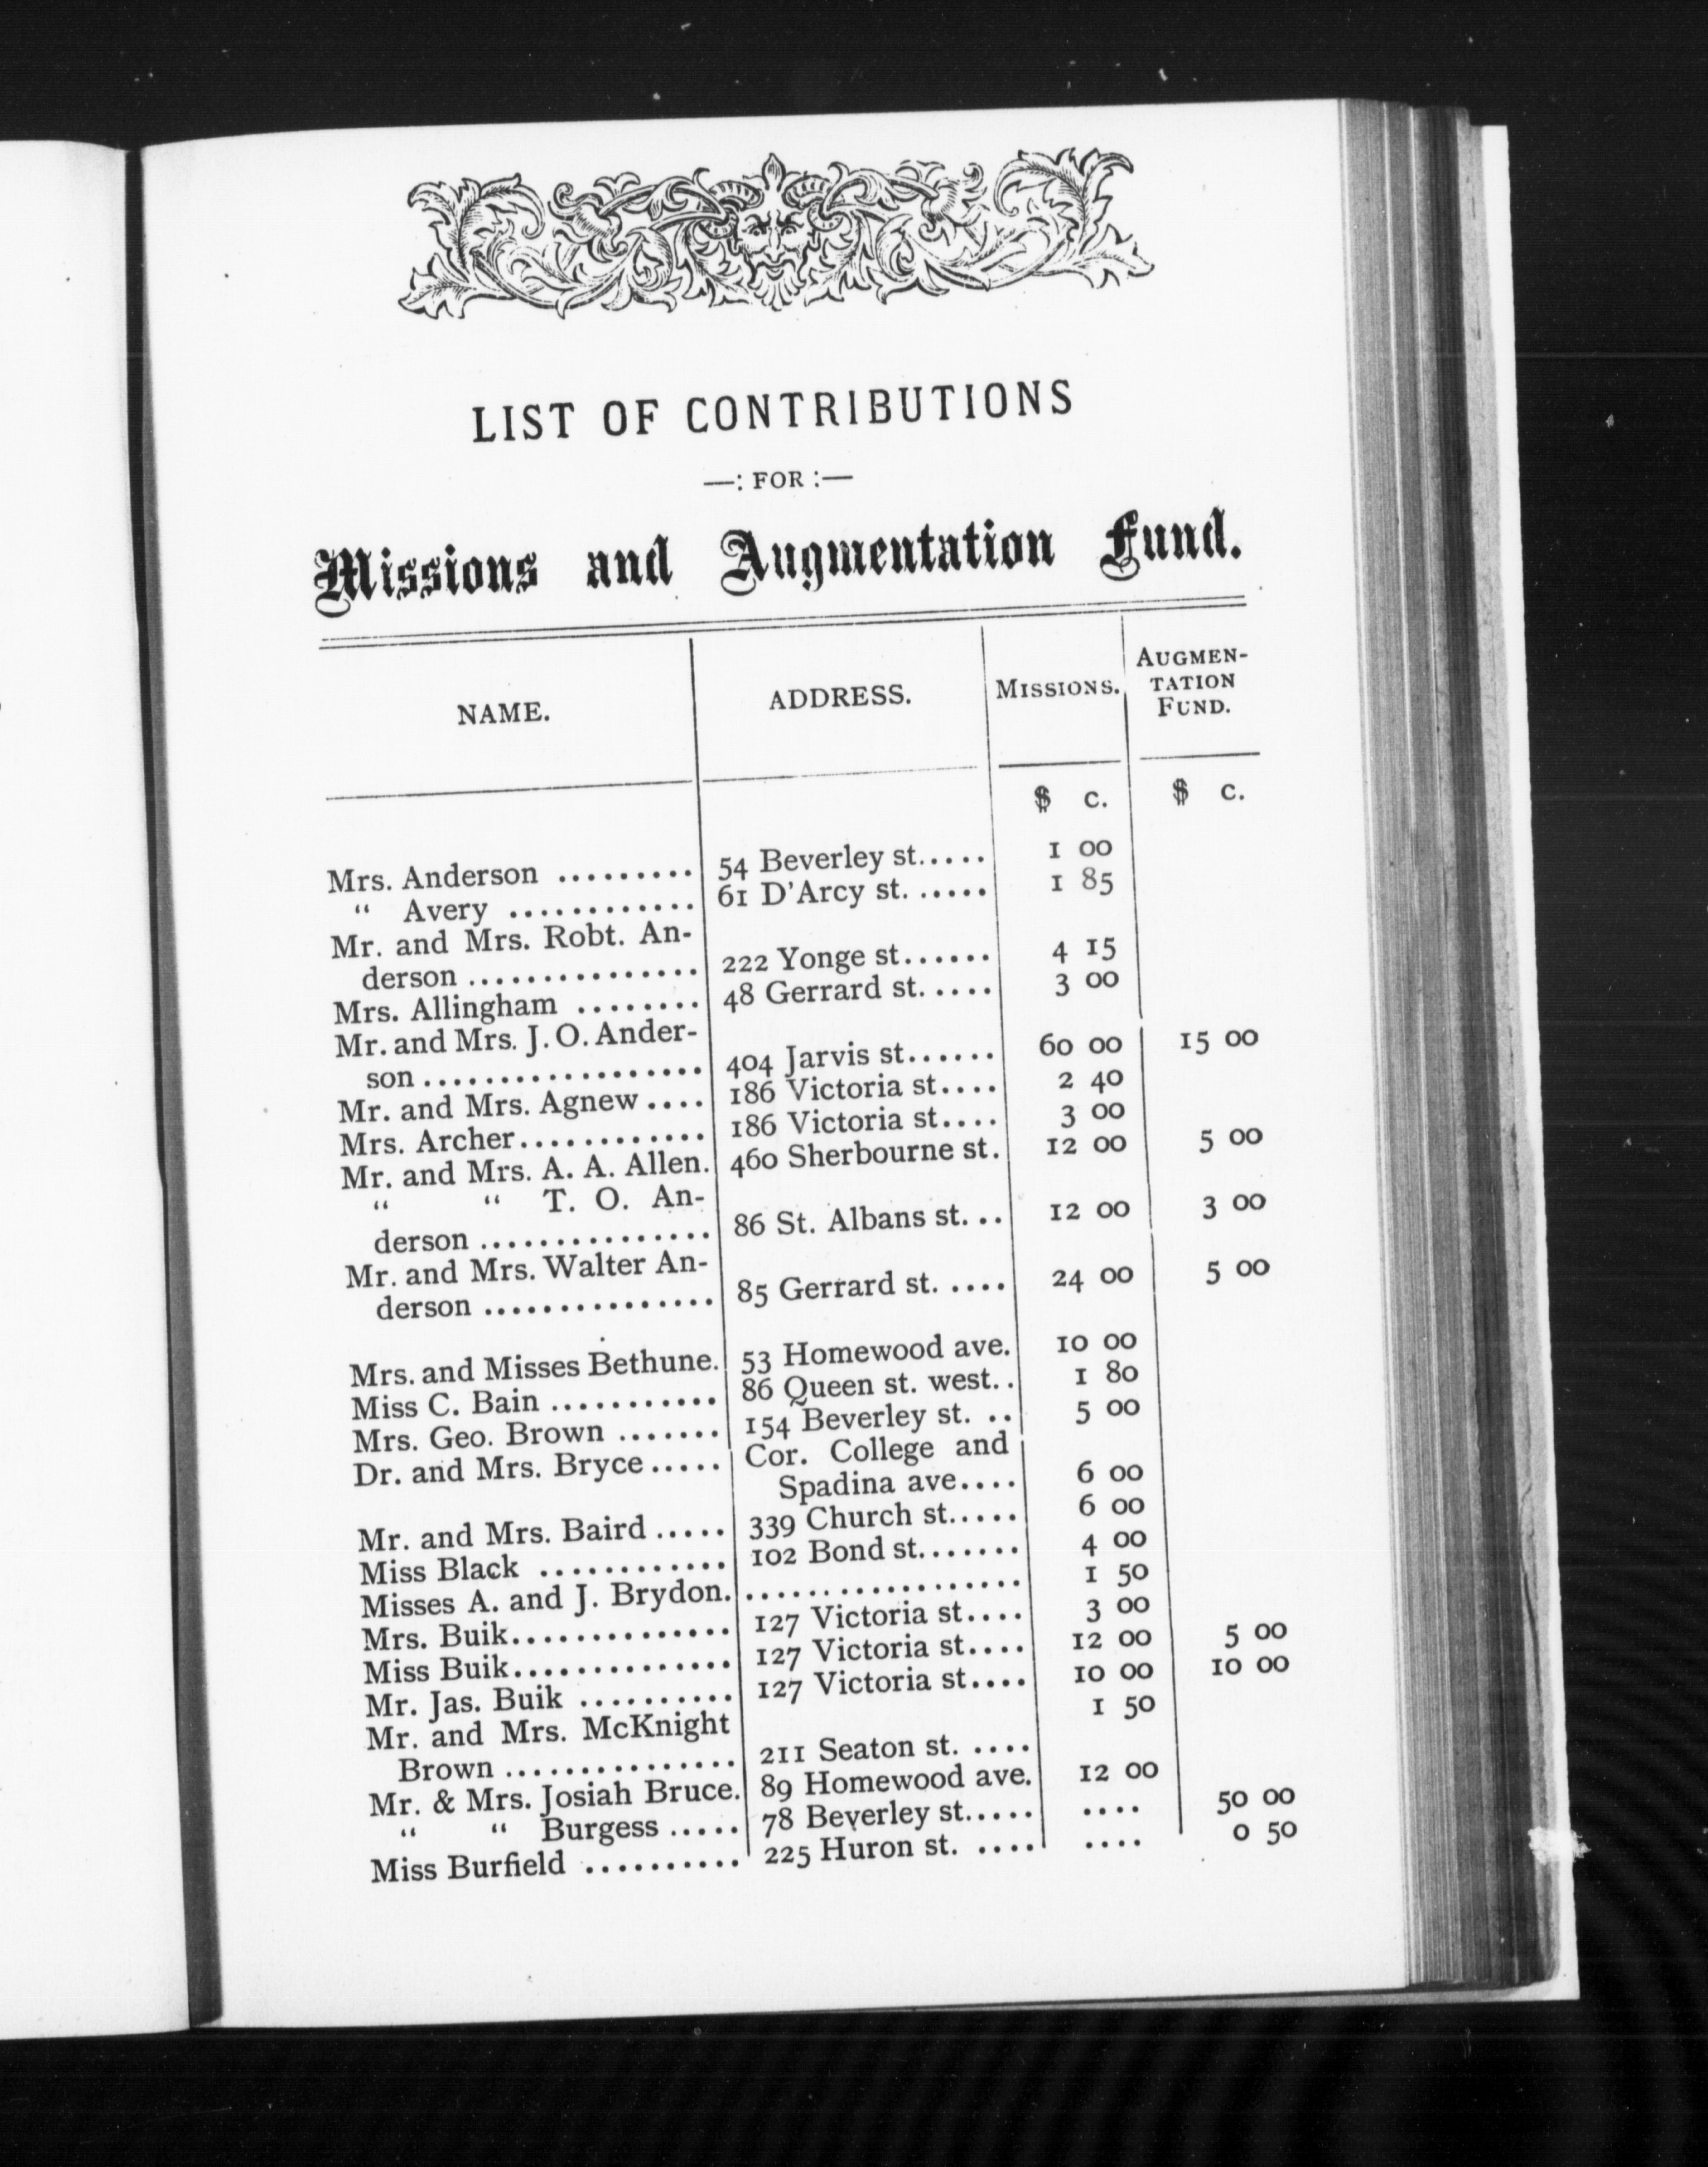 LIST OF CONTRIBUTIONS
—: FOR :—
Missions and Augmentation Fund.
NAME. ADDRESS. MISSIONS. AUGMEN-
TATION
FUND.
$ c. $ c.
Mrs. Anderson ......... 54 Beverley st..... 1 00
“ Avery ............ 61 D'Arcy st. ..... 1 85
Mr. and Mrs. Robt. An-
derson ............... 222 Yonge st...... 4 15
Mrs. Allingham ........ 48 Gerrard st. .... 3 00
Mr. and Mrs. J. O. Ander-
son .................. 404 Jarvis st...... 60 00 15 00
Mr. and Mrs. Agnew .... 186 Victoria st.... 2 40
Mrs. Archer............ 186 Victoria st.... 3 00
Mr. and Mrs. A. A. Allen. 460 Sherbourne st. 12 00 5 00
“ “ T. O. An-
derson ............... 86 St. Albans st. .. 12 00 3 00
Mr. and Mrs. Walter An-
derson ............... 85 Gerrard st. .... 24 00 5 00
Mrs. and Misses Bethune. 53 Homewood ave. 10 00
Miss C. Bain ........... 86 Queen st. west.. 1 80
Mrs. Geo. Brown ....... 154 Beverley st. .. 5 00
Dr. and Mrs. Bryce ..... Cor. College and
Spadina ave.... 6 00
Mr. and Mrs. Baird ..... 339 Church st..... 6 00
Miss Black ............ 102 Bond st....... 4 00
Misses A. and J. Brydon. .................. 1 50
Mrs. Buik.............. 127 Victoria st.... 3 00
Miss Buik.............. 127 Victoria st.... 12 00 5 00
Mr. Jas. Buik .......... 127 Victoria st.... 10 00 10 00
Mr. and Mrs. McKnight 1 50
Brown ............... 211 Seaton st. ....
Mr. & Mrs. Josiah Bruce. 89 Homewood ave. 12 00
“ “ Burgess ..... 78 Beverley st..... .... 50 00
Miss Burfield .......... 225 Huron st. .... .... 0 50